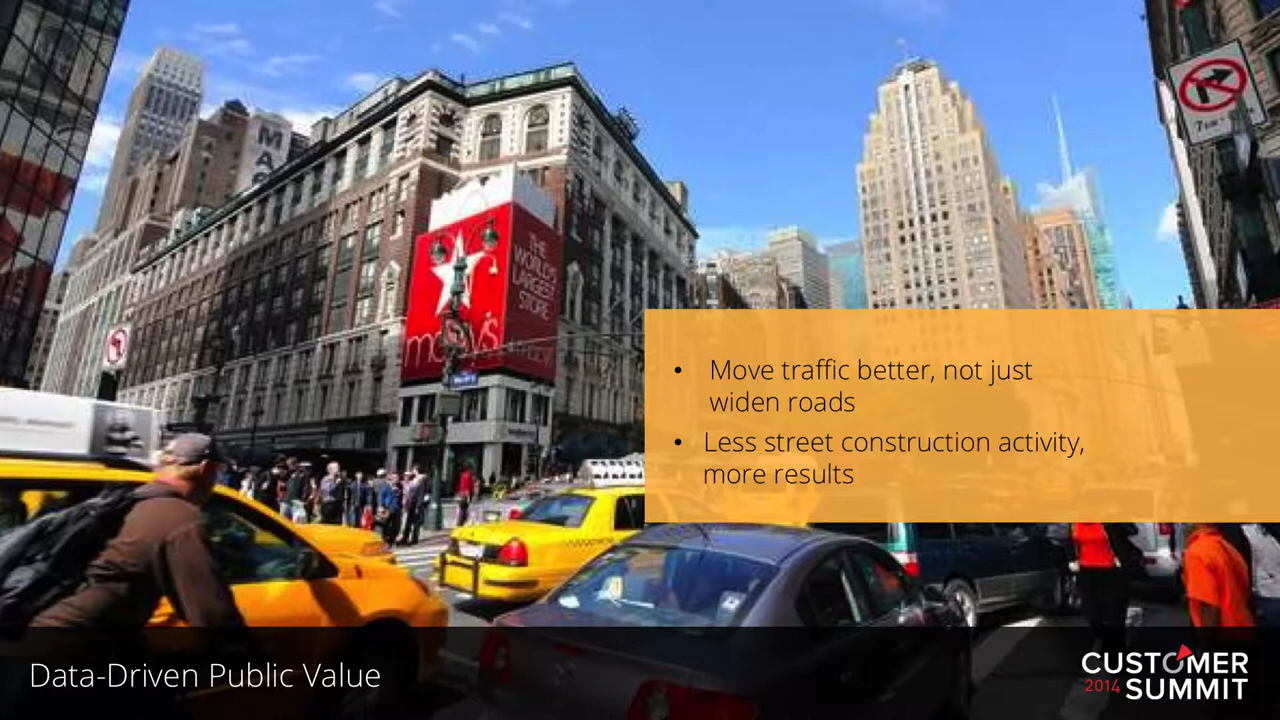 MA
THE
WORLD'S
LARGEST
STORE
macy's
• Move traffic better, not just
widen roads
• Less street construction activity,
more results
Data-Driven Public Value
CUSTOMER
2014 SUMMIT